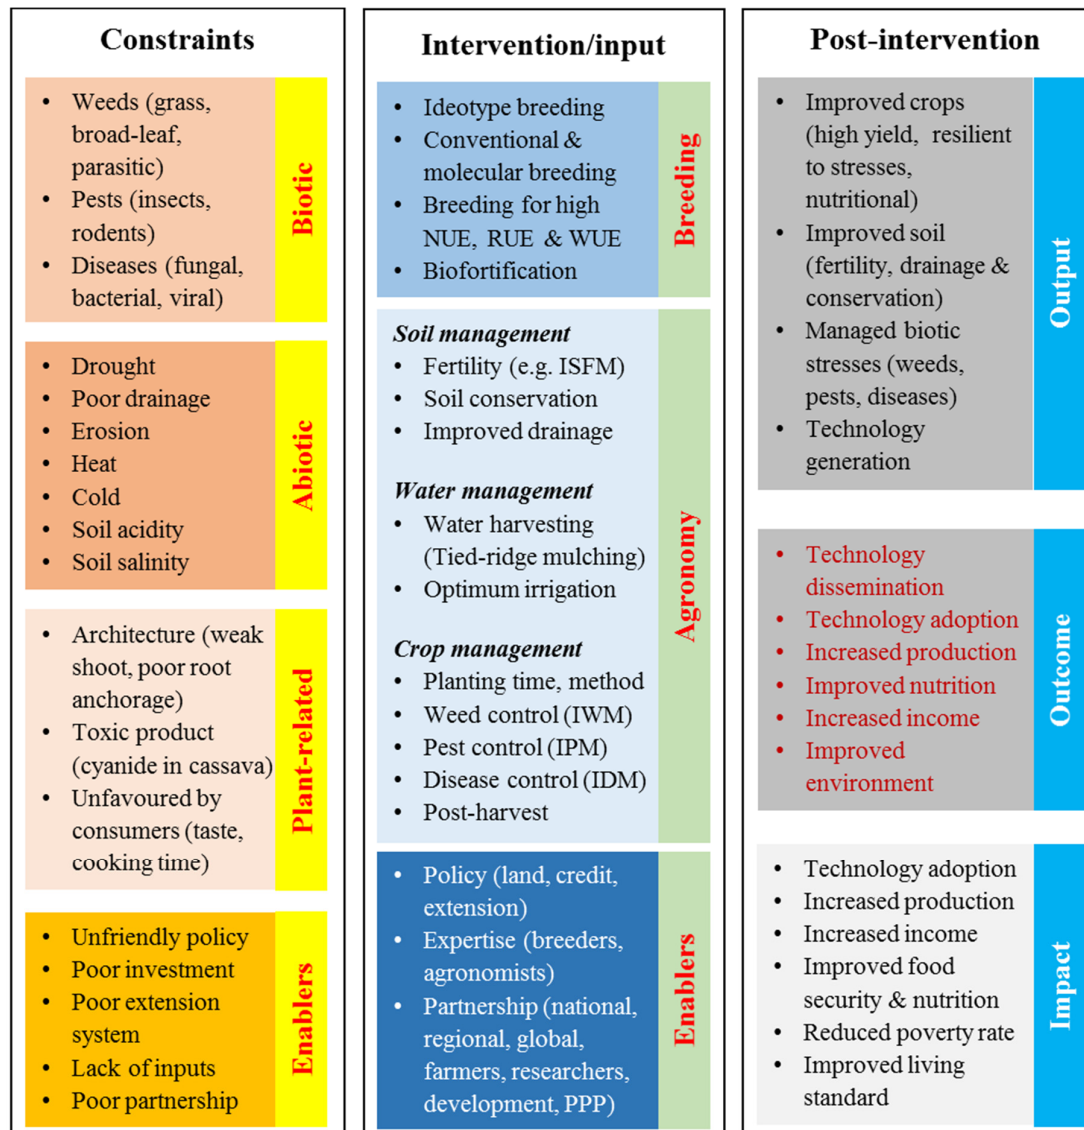 Constraints
• Weeds (grass,
broad-leaf,
parasitic)
• Pests (insects,
rodents)
• Diseases (fungal,
bacterial, viral)
Biotic
• Drought
• Poor drainage
• Erosion
• Heat
• Cold
• Soil acidity
• Soil salinity
Abiotic
• Architecture (weak
shoot, poor root
anchorage)
• Toxic product
(cyanide in cassava)
• Unfavoured by
consumers (taste,
cooking time)
Plant-related
• Unfriendly policy
• Poor investment
• Poor extension
system
• Lack of inputs
• Poor partnership
Enablers
Intervention/input
• Ideotype breeding
• Conventional &
molecular breeding
• Breeding for high
NUE, RUE & WUE
• Biofortification
Breeding
Soil management
• Fertility (e.g. ISFM)
• Soil conservation
• Improved drainage
Water management
• Water harvesting
(Tied-ridge mulching)
• Optimum irrigation
Crop management
• Planting time, method
• Weed control (IWM)
• Pest control (IPM)
• Disease control (IDM)
• Post-harvest
Agronomy
• Policy (land, credit,
extension)
• Expertise (breeders,
agronomists)
• Partnership (national,
regional, global,
farmers, researchers,
development, PPP)
Enablers
Post-intervention
• Improved crops
(high yield, resilient
to stresses,
nutritional)
• Improved soil
(fertility, drainage &
conservation)
• Managed biotic
stresses (weeds,
pests, diseases)
• Technology
generation
Output
• Technology
dissemination
• Technology adoption
• Increased production
• Improved nutrition
• Increased income
• Improved
environment
Outcome
• Technology adoption
• Increased production
• Increased income
• Improved food
security & nutrition
• Reduced poverty rate
• Improved living
standard
Impact